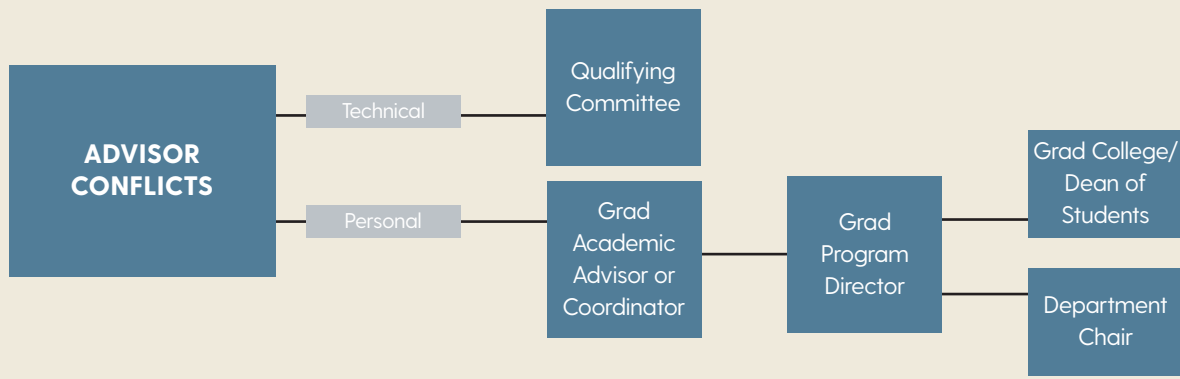 ADVISOR
CONFLICTS
Technical
Personal
Qualifying
Committee
Grad
Academic
Advisor or
Coordinator
Grad
Program
Director
Grad College/
Dean of
Students
Department
Chair